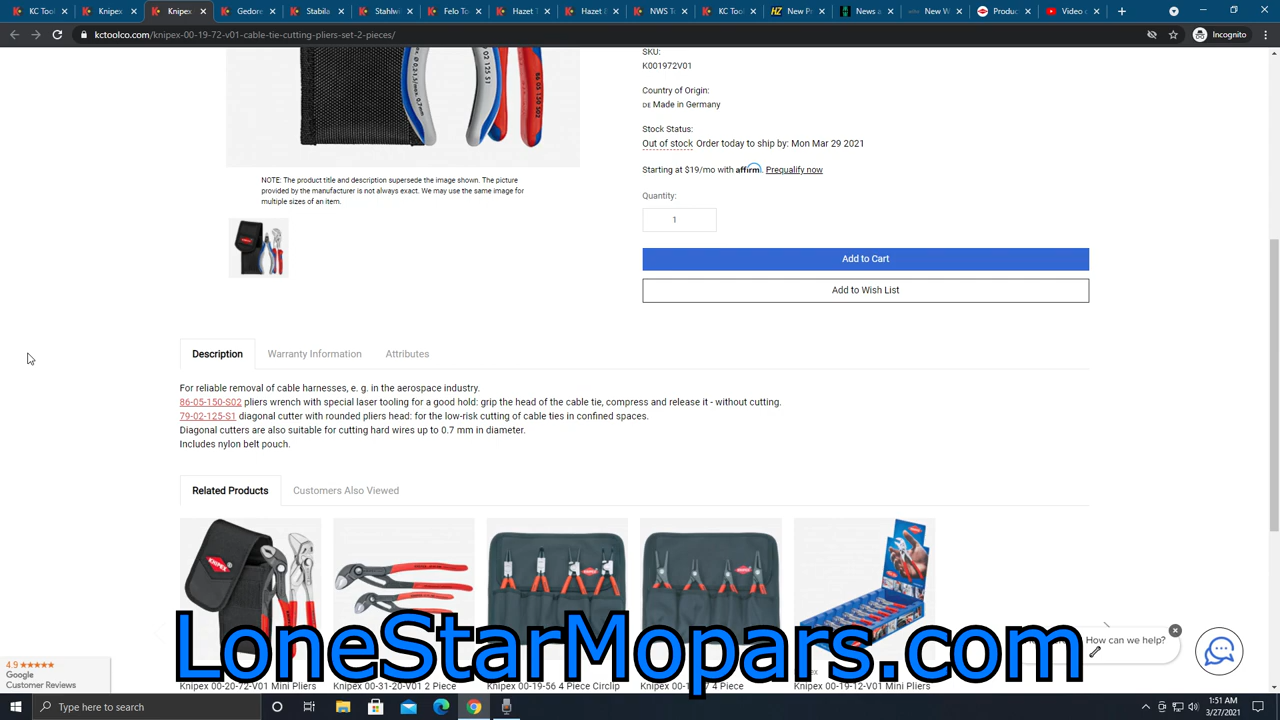 KC Tool
Knipex
Gedore
Stabila
Stahlwi
Felo To
Hazet T
Hazet
NWS T
KC Tool
New Po
News a
New W
Produc
Video c
kctoolco.com/knipex-00-19-72-v01-cable-tie-cutting-pliers-set-2-pieces/
Incognito
SKU:
K001972V01
Country of Origin:
DE Made in Germany
Stock Status:
Out of stock Order today to ship by: Mon Mar 29 2021
Starting at $19/mo with affirm. Prequalify now
Quantity:
1
Add to Cart
Add to Wish List
NOTE: The product title and description supersede the image shown. The picture
provided by the manufacturer is not always exact. We may use the same image for
multiple sizes of an item.
Description Warranty Information Attributes
For reliable removal of cable harnesses, e. g. in the aerospace industry.
86-05-150-S02 pliers wrench with special laser tooling for a good hold: grip the head of the cable tie, compress and release it - without cutting.
79-02-125-S1 diagonal cutter with rounded pliers head: for the low-risk cutting of cable ties in confined spaces.
Diagonal cutters are also suitable for cutting hard wires up to 0.7 mm in diameter.
Includes nylon belt pouch.
Related Products Customers Also Viewed
KNIPEX
LoneStarMopars.com
How can we help?
4.9 ★★★★★
Google
Customer Reviews
Knipex 00-20-72-V01 Mini Pliers
Knipex 00-31-20-V01 2 Piece
Knipex 00-19-56 4 Piece Circlip
4 Piece
Knipex 00-19-12-V01 Mini Pliers
Type here to search
1:51 AM
3/27/2021